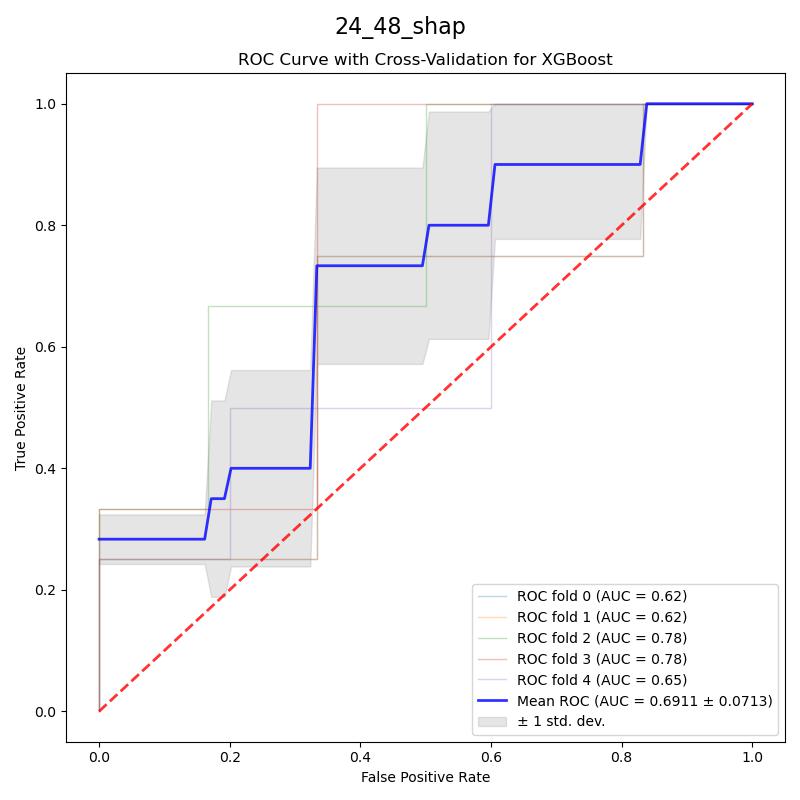 24_48_shap
ROC Curve with Cross-Validation for XGBoost
1.0
0.8
0.6
0.4
0.2
0.0
True Positive Rate
ROC fold 0 (AUC = 0.62)
ROC fold 1 (AUC = 0.62)
ROC fold 2 (AUC = 0.78)
ROC fold 3 (AUC = 0.78)
ROC fold 4 (AUC = 0.65)
Mean ROC (AUC = 0.6911 ± 0.0713)
± 1 std. dev.
0.0 0.2 0.4 0.6 0.8 1.0
False Positive Rate